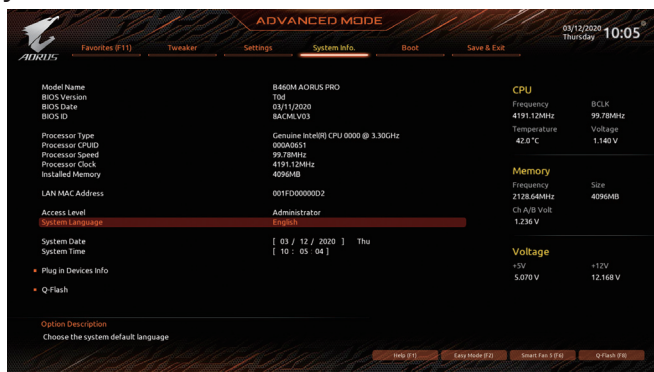 ADVANCED MODE
03/12/2020 Thursday 10:05
AORUS
Favorites (F11) Tweaker Settings System Info. Boot Save & Exit
Model Name B460M AORUS PRO
BIOS Version T0d
BIOS Date 03/11/2020
BIOS ID 8ACMLV03
Processor Type Genuine Intel(R) CPU 0000 @ 3.30GHz
Processor CPUID 000A0651
Processor Speed 99.78MHz
Processor Clock 4191.12MHz
Installed Memory 4096MB
LAN MAC Address 001FD00000D2
Access Level Administrator
System Language English
System Date [ 03 / 12 / 2020 ] Thu
System Time [ 10 : 05 : 04 ]
Plug in Devices Info
Q-Flash
CPU
Frequency BCLK
4191.12MHz 99.78MHz
Temperature Voltage
42.0 °C 1.140 V
Memory
Frequency Size
2128.64MHz 4096MB
Ch A/B Volt
1.236 V
Voltage
+5V +12V
5.070 V 12.168 V
Option Description
Choose the system default language
Help (F1) Easy Mode (F2) Smart Fan 5 (F6) Q-Flash (F8)